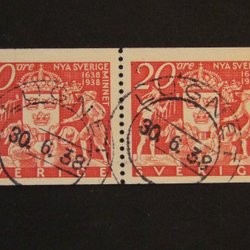 20 ÖRE NYA SVERIGE
MINNET
1638
1938
SVERIGE
30.6.38
20 ÖRE NYA SVERIGE
MINNET
1638
1938
SVERIGE
30.6.38